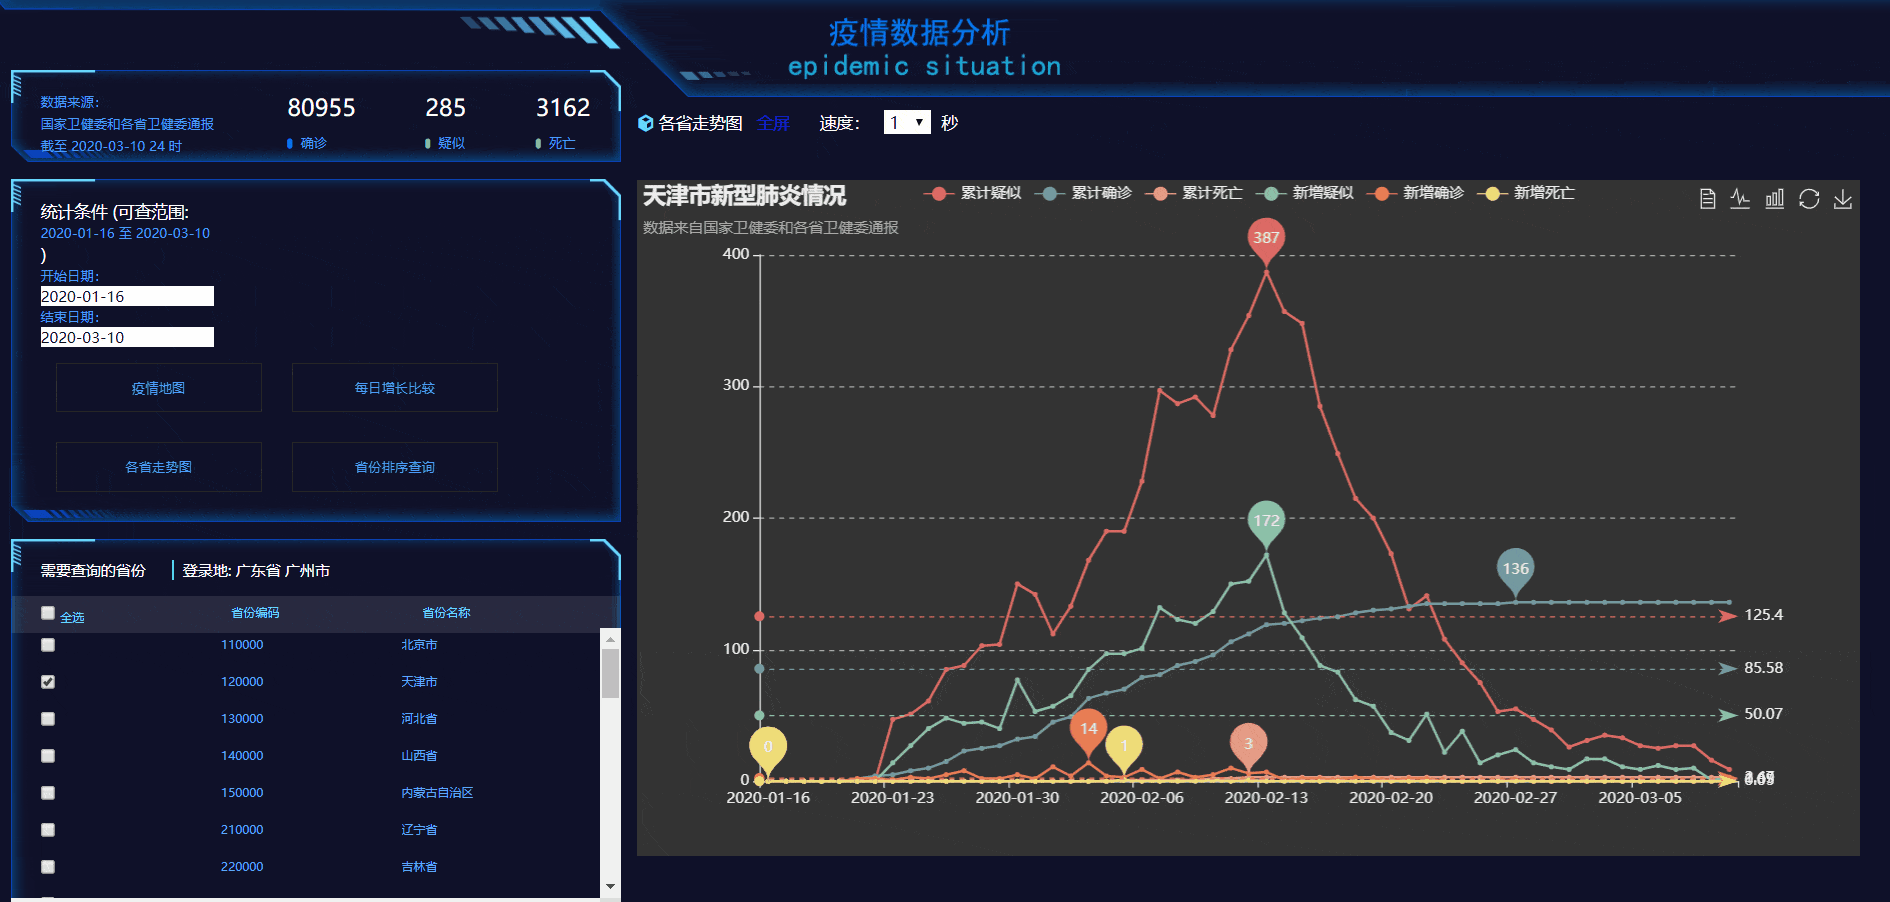 疫情数据分析
epidemic situation
数据来源:
国家卫健委和各省卫健委通报
截至 2020-03-10 24 时
80955 285 3162
确诊 疑似 死亡
统计条件 (可查范围:
2020-01-16 至 2020-03-10
)
开始日期:
2020-01-16
结束日期:
2020-03-10
疫情地图 每日增长比较
各省走势图 省份排序查询
需要查询的省份 登录地: 广东省 广州市
全选 省份编码 省份名称
110000 北京市
120000 天津市
130000 河北省
140000 山西省
150000 内蒙古自治区
210000 辽宁省
220000 吉林省
各省走势图 全屏 速度: 1 秒
天津市新型肺炎情况
累计疑似 累计确诊 累计死亡 新增疑似 新增确诊 新增死亡
数据来自国家卫健委和各省卫健委通报
400
300
200
100
0
387
172
136
14
1
3
0
125.4
85.58
50.07
2020-01-16 2020-01-23 2020-01-30 2020-02-06 2020-02-13 2020-02-20 2020-02-27 2020-03-05